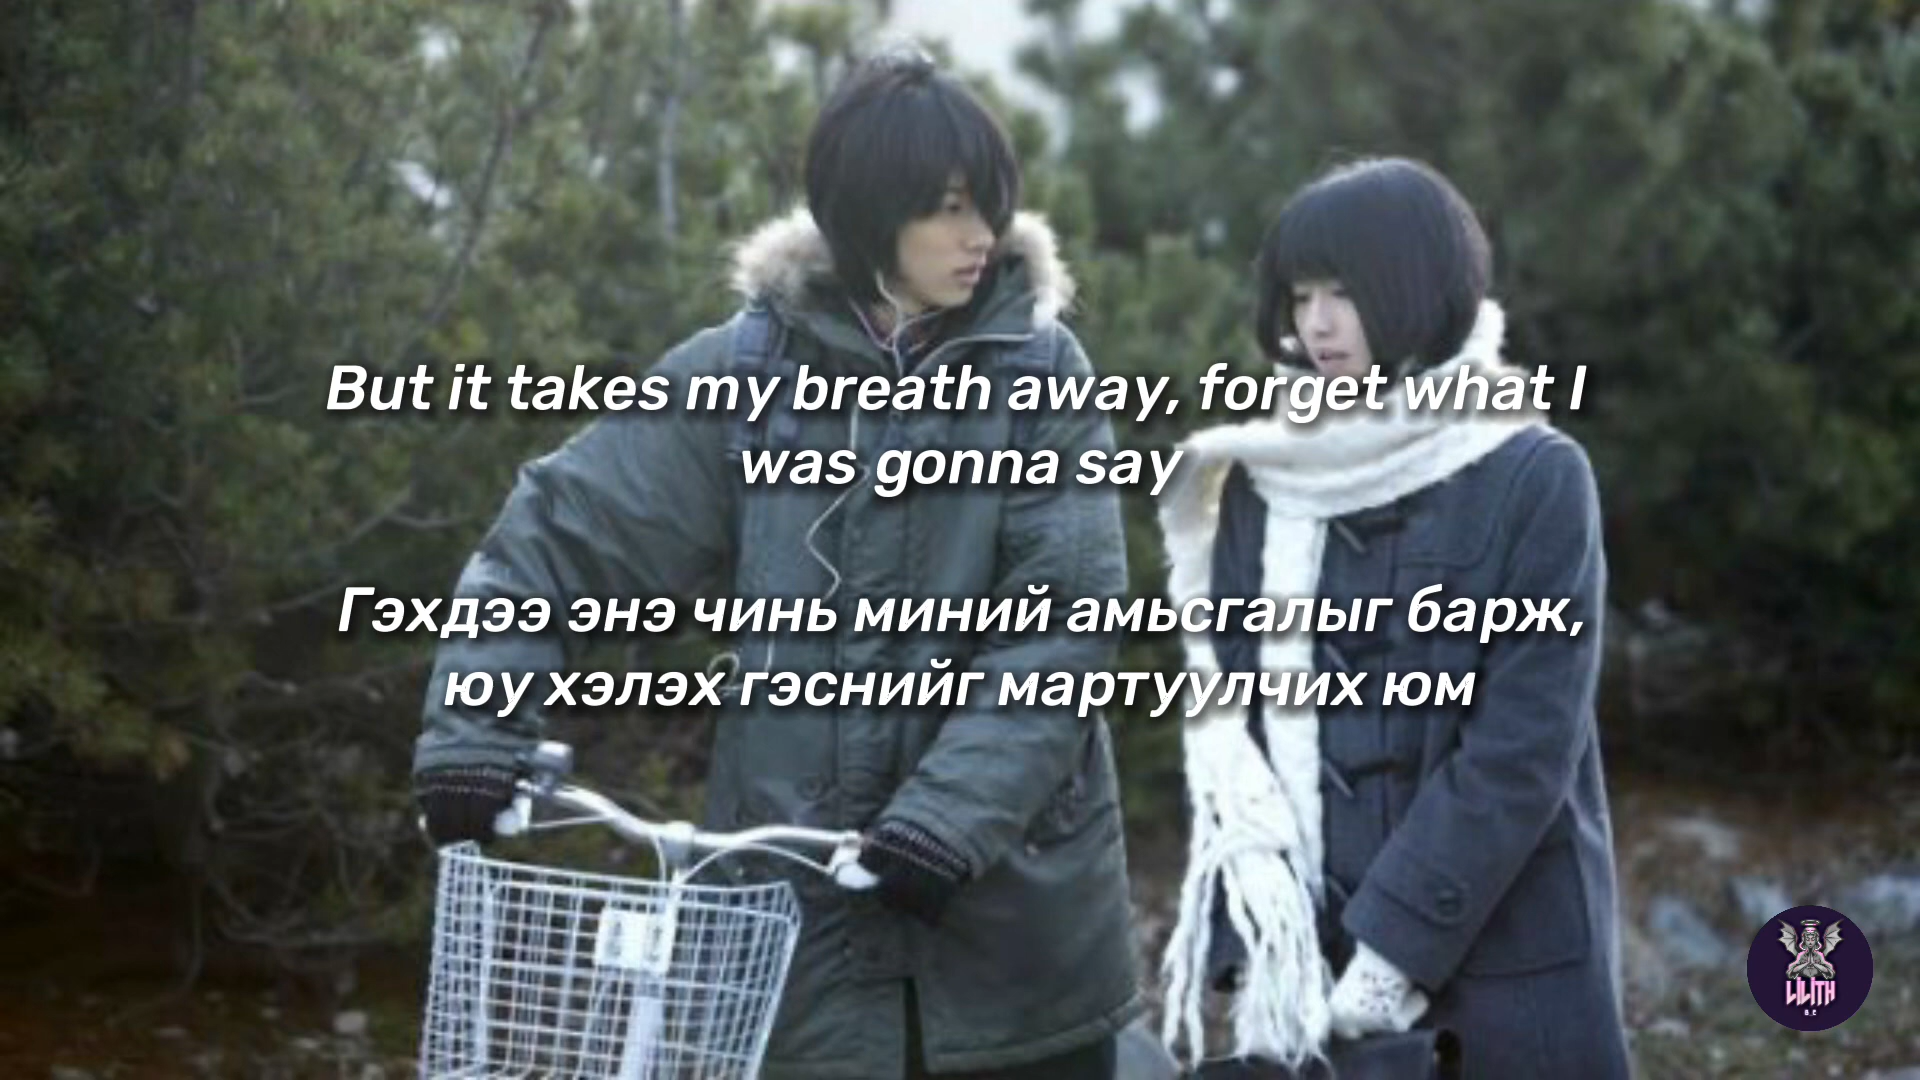 But it takes my breath away, forget what I
was gonna say
Гэхдээ энэ чинь миний амьсгалыг барж,
юу хэлэх гэснийг мартуулчих юм
LILITH